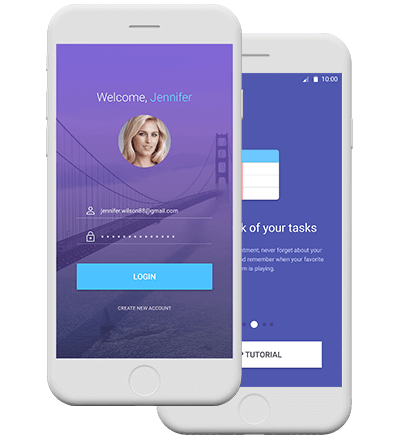 Welcome, Jennifer
jennifer.wilson88@gmail.com
LOGIN
CREATE NEW ACCOUNT
10:00
of your tasks
never forget about your
and remember when your favorite
is playing.
TUTORIAL